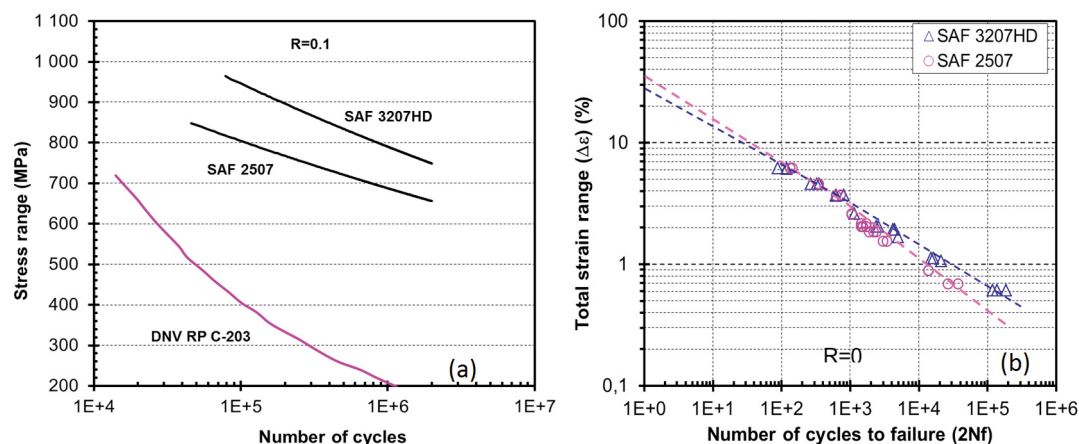 1 100
1 000
900
800
700
600
500
400
300
200
Stress range (MPa)
R=0.1
SAF 3207HD
SAF 2507
DNV RP C-203
(a)
1E+4
1E+5
1E+6
1E+7
Number of cycles
100
10
1
0,1
Total strain range (Δε) (%)
SAF 3207HD
SAF 2507
R=0
(b)
1E+0
1E+1
1E+2
1E+3
1E+4
1E+5
1E+6
Number of cycles to failure (2Nf)